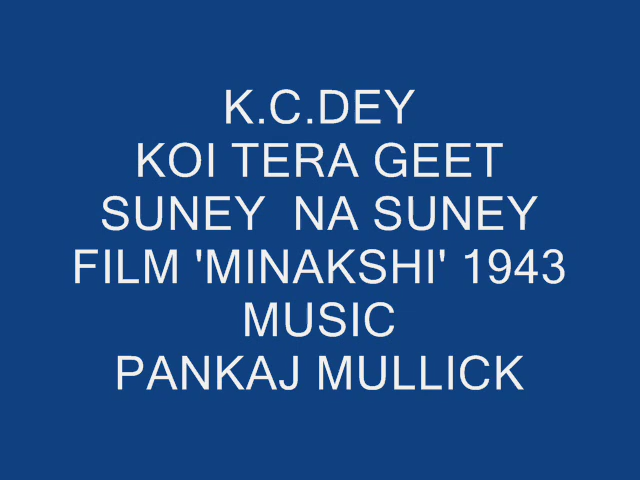 K.C.DEY
KOI TERA GEET
SUNEY  NA SUNEY
FILM 'MINAKSHI' 1943
MUSIC
PANKAJ MULLICK